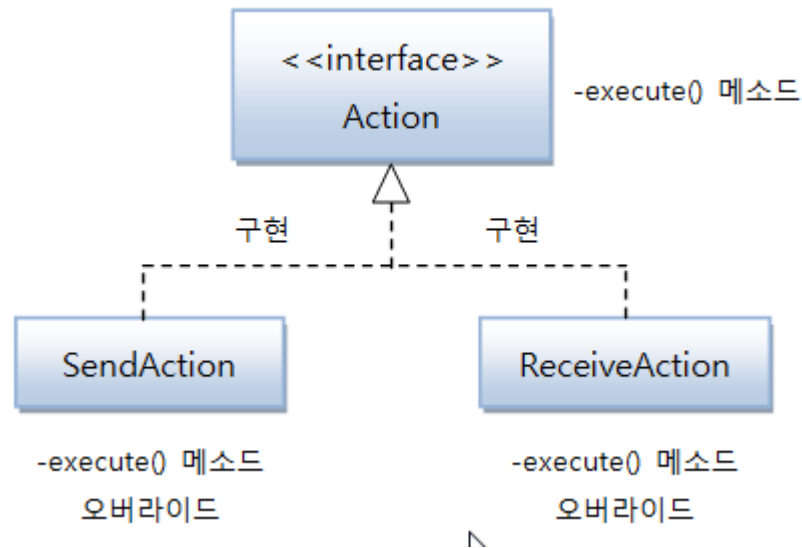 <<interface>>
Action
-execute() 메소드
구현
구현
SendAction
ReceiveAction
-execute() 메소드
오버라이드
-execute() 메소드
오버라이드